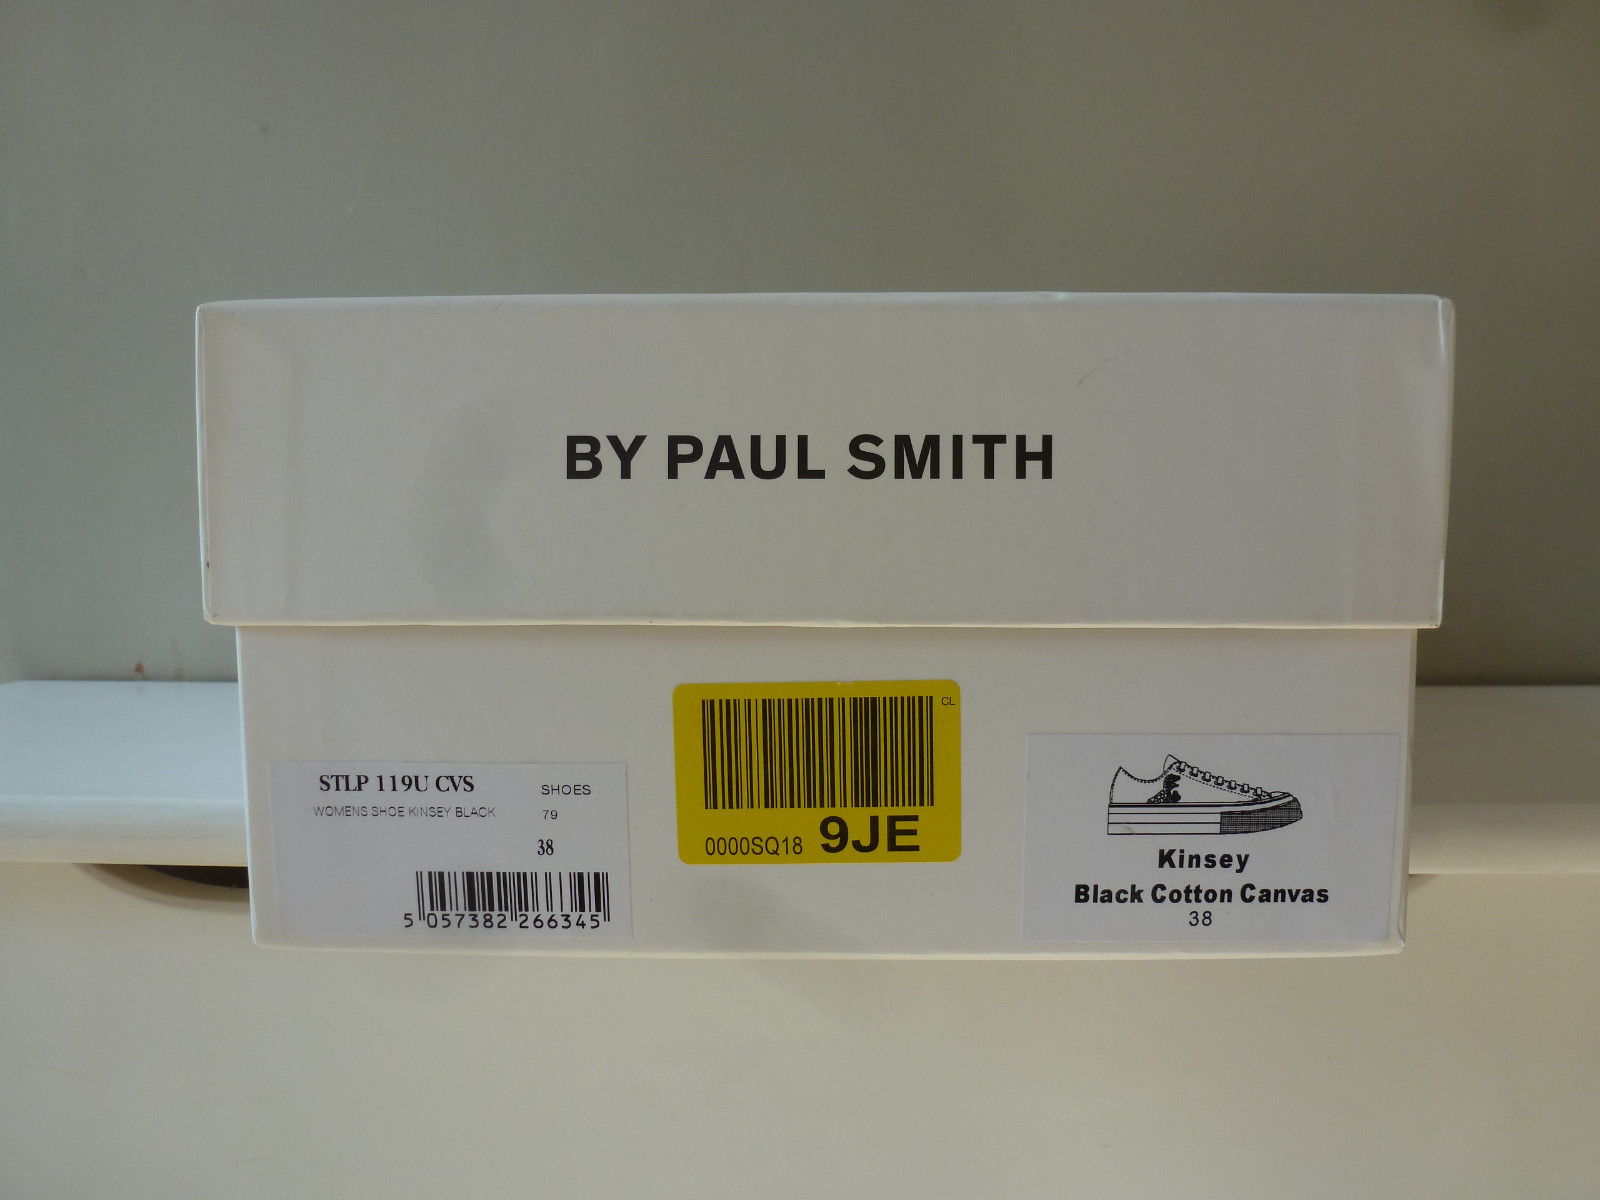 BY PAUL SMITH
STLP 119U CVS
SHOES
WOMENS SHOE KINSEY BLACK
79
38
5 057382 266345
CL
0000SQ18 9JE
Kinsey
Black Cotton Canvas
38